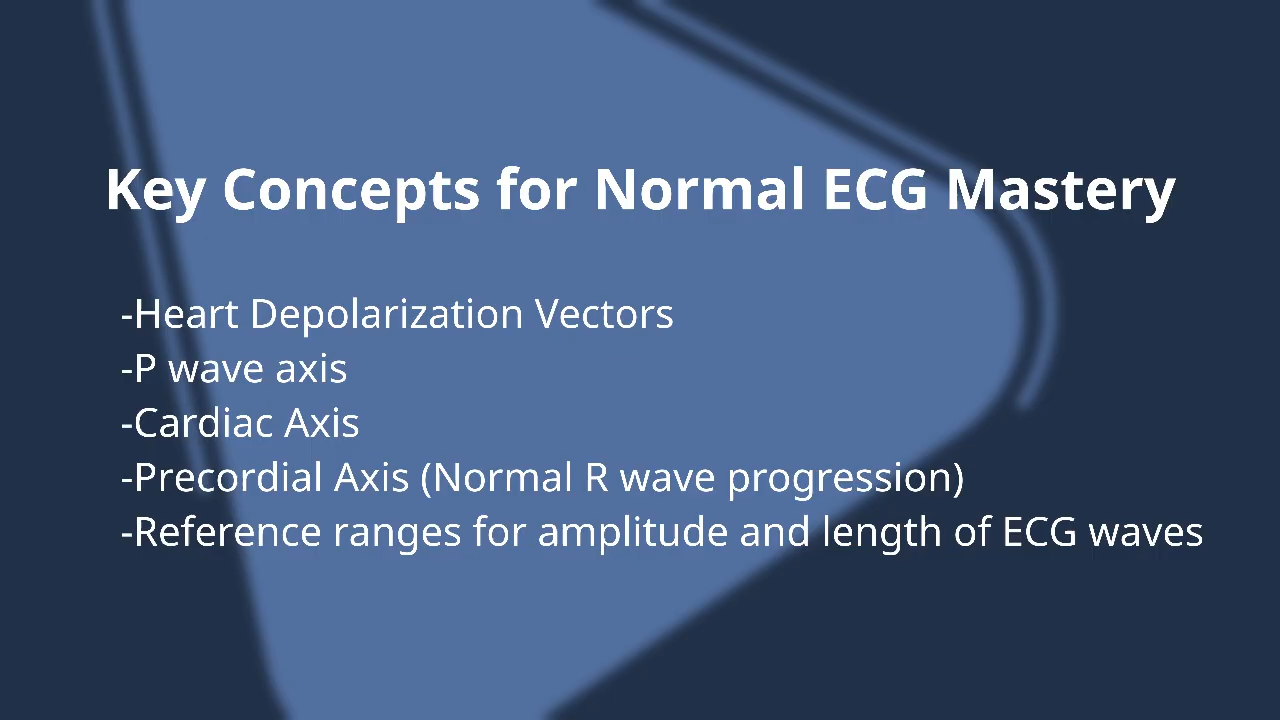 Key Concepts for Normal ECG Mastery
-Heart Depolarization Vectors
-P wave axis
-Cardiac Axis
-Precordial Axis (Normal R wave progression)
-Reference ranges for amplitude and length of ECG waves